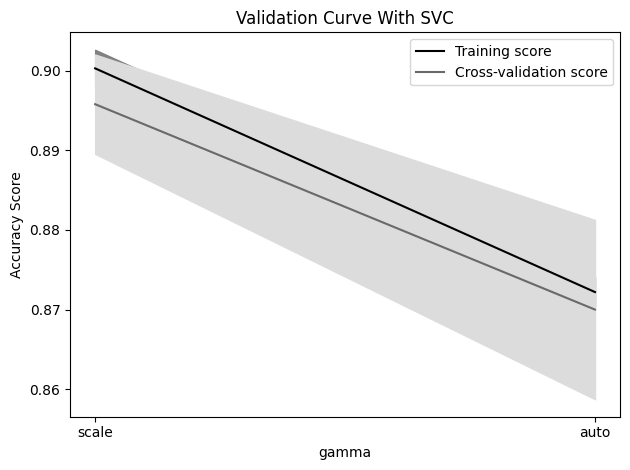 Validation Curve With SVC
Training score
Cross-validation score
Accuracy Score
0.90
0.89
0.88
0.87
0.86
scale
auto
gamma